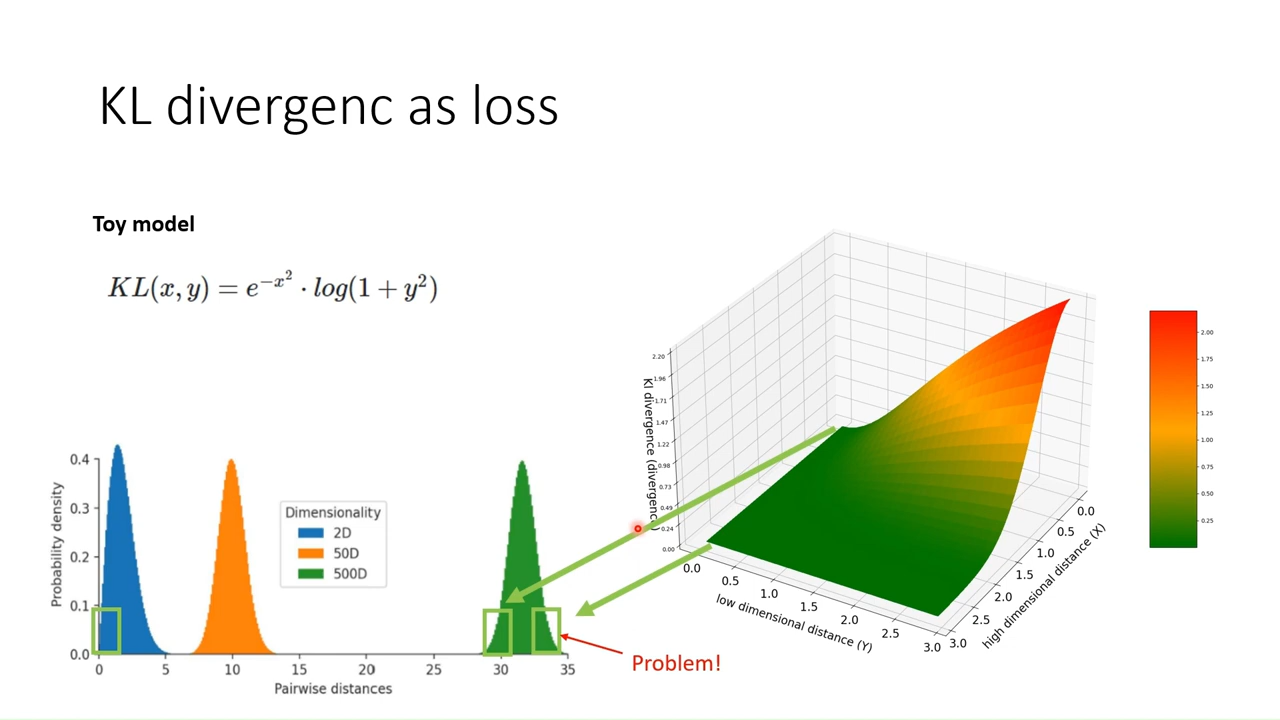 KL divergenc as loss
Toy model
KL(x, y) = e^{-x^2} · log(1 + y^2)
0.4
0.3
0.2
0.1
0.0
Probability density
0 5 10 15 20 25 30 35
Pairwise distances
Dimensionality
2D
50D
500D
Problem!
Kl divergence (divergenc
2.20
1.96
1.71
1.47
1.22
0.98
0.73
0.49
0.24
0.00
0.0 0.5 1.0 1.5 2.0 2.5 3.0
low dimensional distance (Y)
0.0
0.5
1.0
1.5
2.0
2.5
3.0
high dimensional distance (X)
2.00
1.75
1.50
1.25
1.00
0.75
0.50
0.25